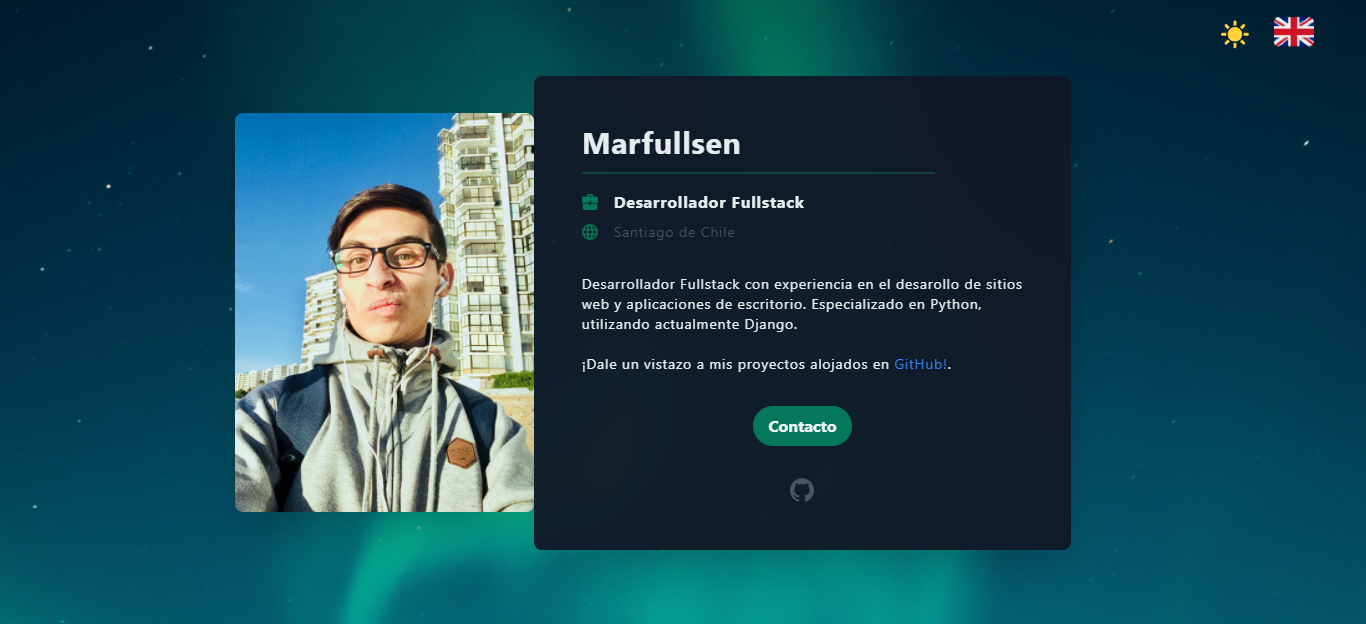 Marfullsen
Desarrollador Fullstack
Santiago de Chile
Desarrollador Fullstack con experiencia en el desarollo de sitios
web y aplicaciones de escritorio. Especializado en Python,
utilizando actualmente Django.
¡Dale un vistazo a mis proyectos alojados en GitHub!.
Contacto